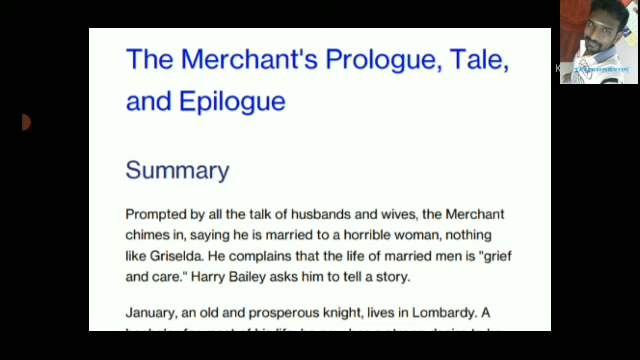 The Merchant's Prologue, Tale,
and Epilogue
Summary
Prompted by all the talk of husbands and wives, the Merchant
chimes in, saying he is married to a horrible woman, nothing
like Griselda. He complains that the life of married men is "grief
and care." Harry Bailey asks him to tell a story.
January, an old and prosperous knight, lives in Lombardy. A
K